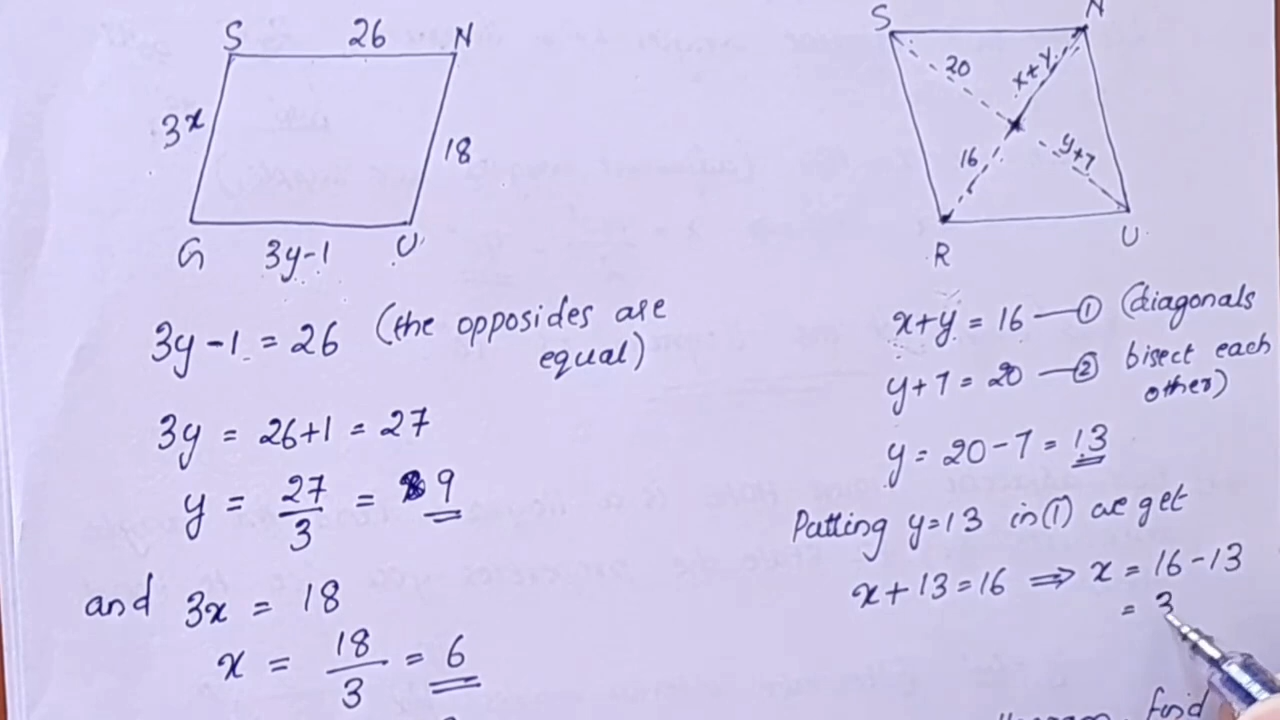 S 26 N
3x
18
G 3y-1 U
3y-1 = 26 (the opposides are
equal)
3y = 26+1 = 27
y = 27/3 = 9
and 3x = 18
x = 18/3 = 6
S N
20 x+y
16 y+7
R U
x+y = 16 — ① (diagonals
y+7 = 20 — ② bisect each
other)
y = 20-7 = 13
Putting y=13 in (1) we get
x+13=16 ⇒ x = 16-13
= 3
find